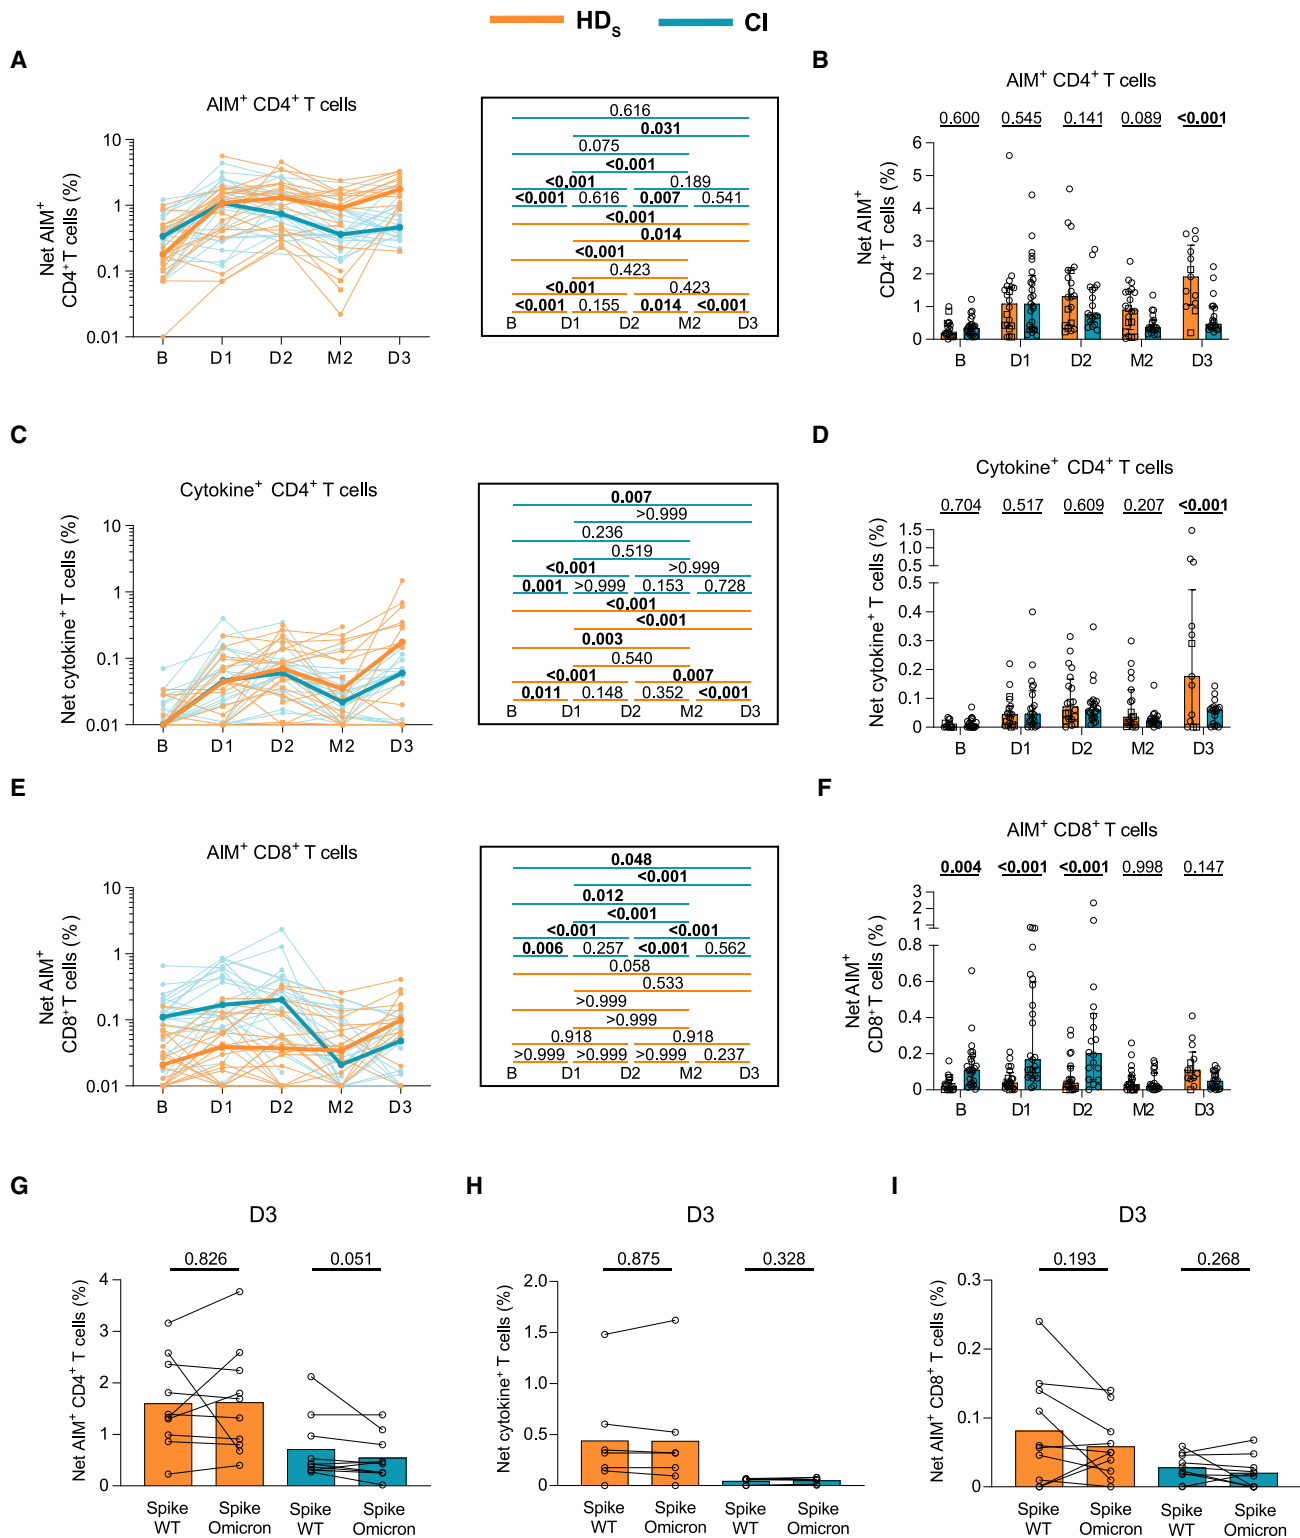 HDs CI
A
AIM+ CD4+ T cells
Net AIM+
CD4+ T cells (%)
10
1
0.1
0.01
B D1 D2 M2 D3
0.616
0.031
0.075
<0.001
<0.001 0.189
<0.001 0.616 0.007 0.541
<0.001
0.014
<0.001
0.423
<0.001 0.423
<0.001 0.155 0.014 <0.001
B D1 D2 M2 D3
B
AIM+ CD4+ T cells
0.600 0.545 0.141 0.089 <0.001
Net AIM+
CD4+ T cells (%)
6
5
4
3
2
1
0
B D1 D2 M2 D3
C
Cytokine+ CD4+ T cells
Net cytokine+ T cells (%)
10
1
0.1
0.01
B D1 D2 M2 D3
0.007
>0.999
0.236
0.519
<0.001 >0.999
0.001 >0.999 0.153 0.728
<0.001
<0.001
0.003
0.540
<0.001 0.007
0.011 0.148 0.352 <0.001
B D1 D2 M2 D3
D
Cytokine+ CD4+ T cells
0.704 0.517 0.609 0.207 <0.001
Net cytokine+ T cells (%)
1.5
1.0
0.5
0.5
0.4
0.3
0.2
0.1
0
B D1 D2 M2 D3
E
AIM+ CD8+ T cells
Net AIM+
CD8+ T cells (%)
10
1
0.1
0.01
B D1 D2 M2 D3
0.048
<0.001
0.012
<0.001
<0.001 <0.001
0.006 0.257 <0.001 0.562
0.058
0.533
>0.999
>0.999
0.918 0.918
>0.999 >0.999 >0.999 0.237
B D1 D2 M2 D3
F
AIM+ CD8+ T cells
0.004 <0.001 <0.001 0.998 0.147
Net AIM+
CD8+ T cells (%)
3
2
1
0.8
0.6
0.4
0.2
0
B D1 D2 M2 D3
G
D3
0.826 0.051
Net AIM+ CD4+ T cells (%)
4
3
2
1
0
Spike Spike Spike Spike
WT Omicron WT Omicron
H
D3
0.875 0.328
Net cytokine+ T cells (%)
2.0
1.5
1.0
0.5
0
Spike Spike Spike Spike
WT Omicron WT Omicron
I
D3
0.193 0.268
Net AIM+ CD8+ T cells (%)
0.3
0.2
0.1
0
Spike Spike Spike Spike
WT Omicron WT Omicron